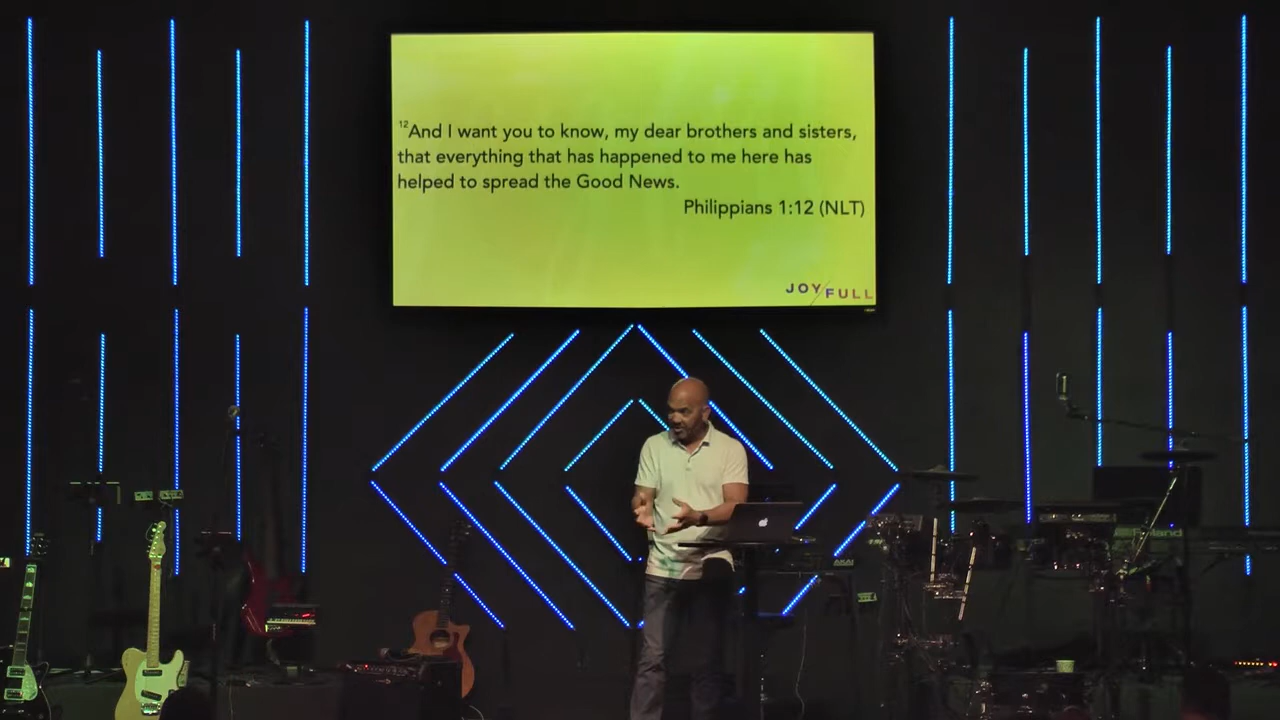 12And I want you to know, my dear brothers and sisters,
that everything that has happened to me here has
helped to spread the Good News.
Philippians 1:12 (NLT)
JOY/FULL
AKAI